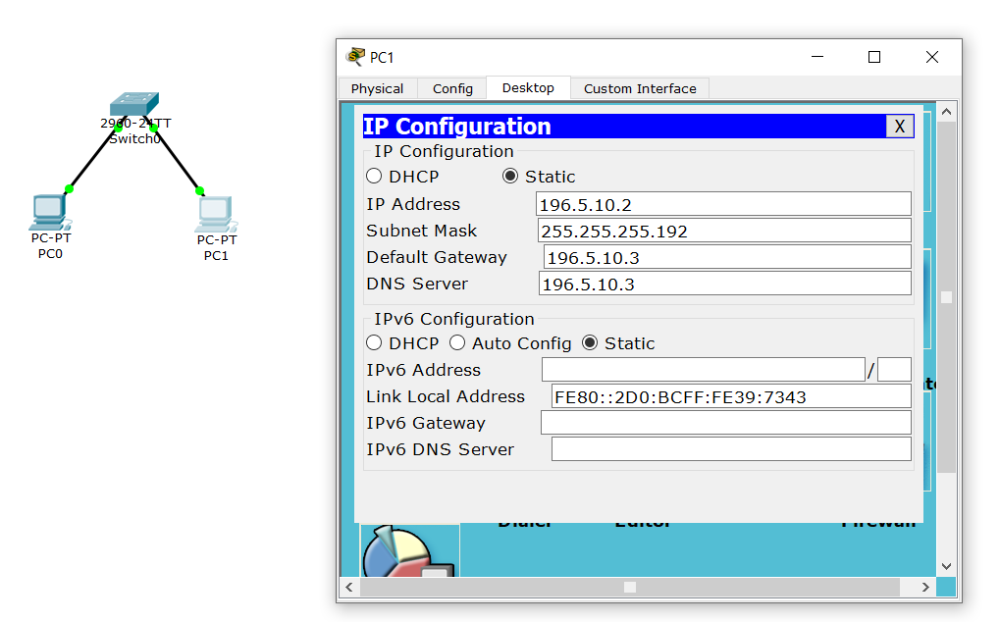 2960-24TT
Switch0
PC-PT
PC0
PC-PT
PC1
PC1
Physical Config Desktop Custom Interface
IP Configuration X
IP Configuration
DHCP Static
IP Address 196.5.10.2
Subnet Mask 255.255.255.192
Default Gateway 196.5.10.3
DNS Server 196.5.10.3
IPv6 Configuration
DHCP Auto Config Static
IPv6 Address /
Link Local Address FE80::2D0:BCFF:FE39:7343
IPv6 Gateway
IPv6 DNS Server
Dialer Editor Firewall